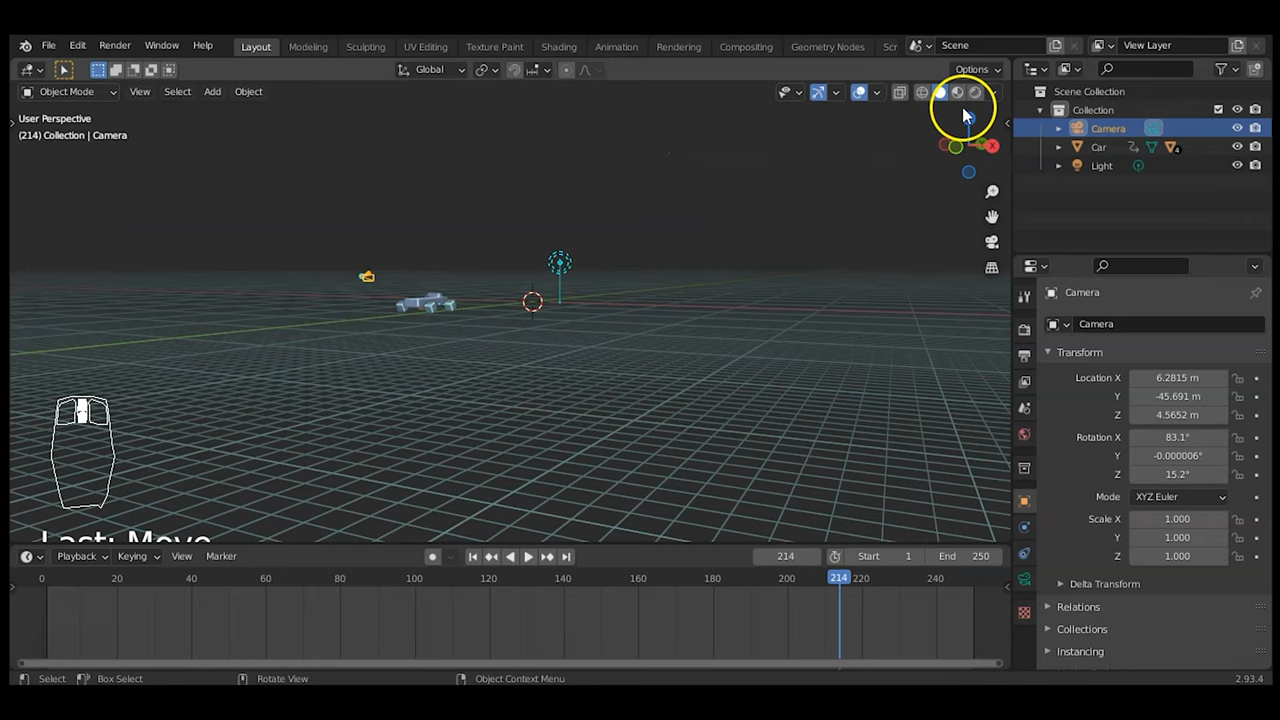 File Edit Render Window Help Layout Modeling Sculpting UV Editing Texture Paint Shading Animation Rendering Compositing Geometry Nodes Scr Scene View Layer
Global Options
Object Mode View Select Add Object
Scene Collection
User Perspective
Collection
(214) Collection | Camera
Camera
X
Car
4
Light
Camera
Camera
Transform
Location X 6.2815 m
Y -45.691 m
Z 4.5652 m
Rotation X 83.1°
Y -0.000006°
Z 15.2°
Mode XYZ Euler
Scale X 1.000
Y 1.000
Z 1.000
Delta Transform
Relations
Collections
Instancing
Last: Move
Playback Keying View Marker 214 Start 1 End 250
0 20 40 60 80 100 120 140 160 180 200 214 220 240
Select Box Select Rotate View Object Context Menu 2.93.4